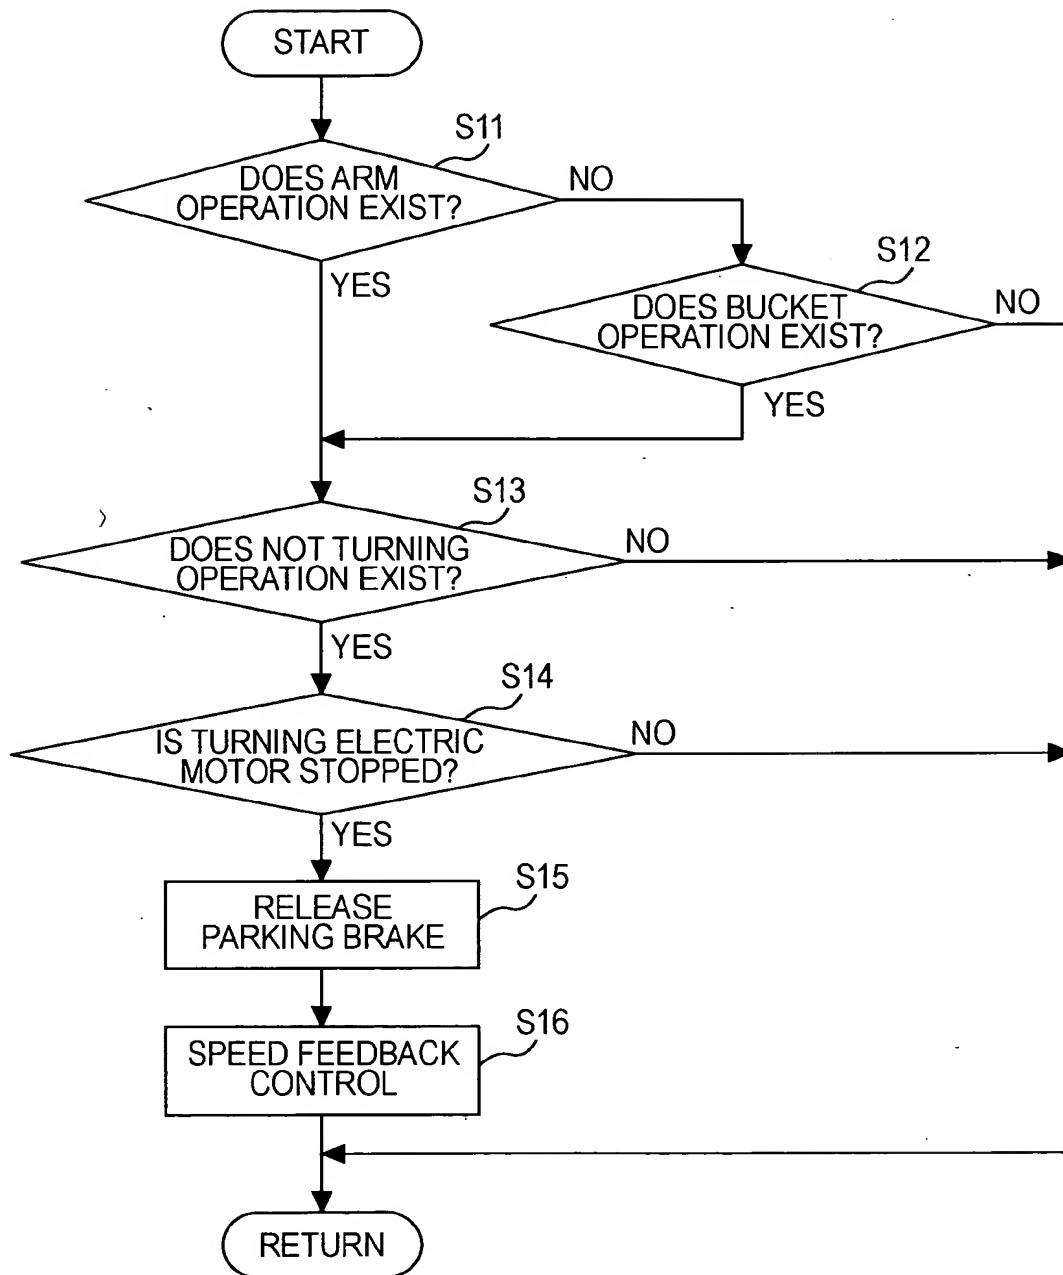 START
S11
DOES ARM
OPERATION EXIST?
NO
YES
S12
DOES BUCKET
OPERATION EXIST?
NO
YES
S13
DOES NOT TURNING
OPERATION EXIST?
NO
YES
S14
IS TURNING ELECTRIC
MOTOR STOPPED?
NO
YES
S15
RELEASE
PARKING BRAKE
S16
SPEED FEEDBACK
CONTROL
RETURN